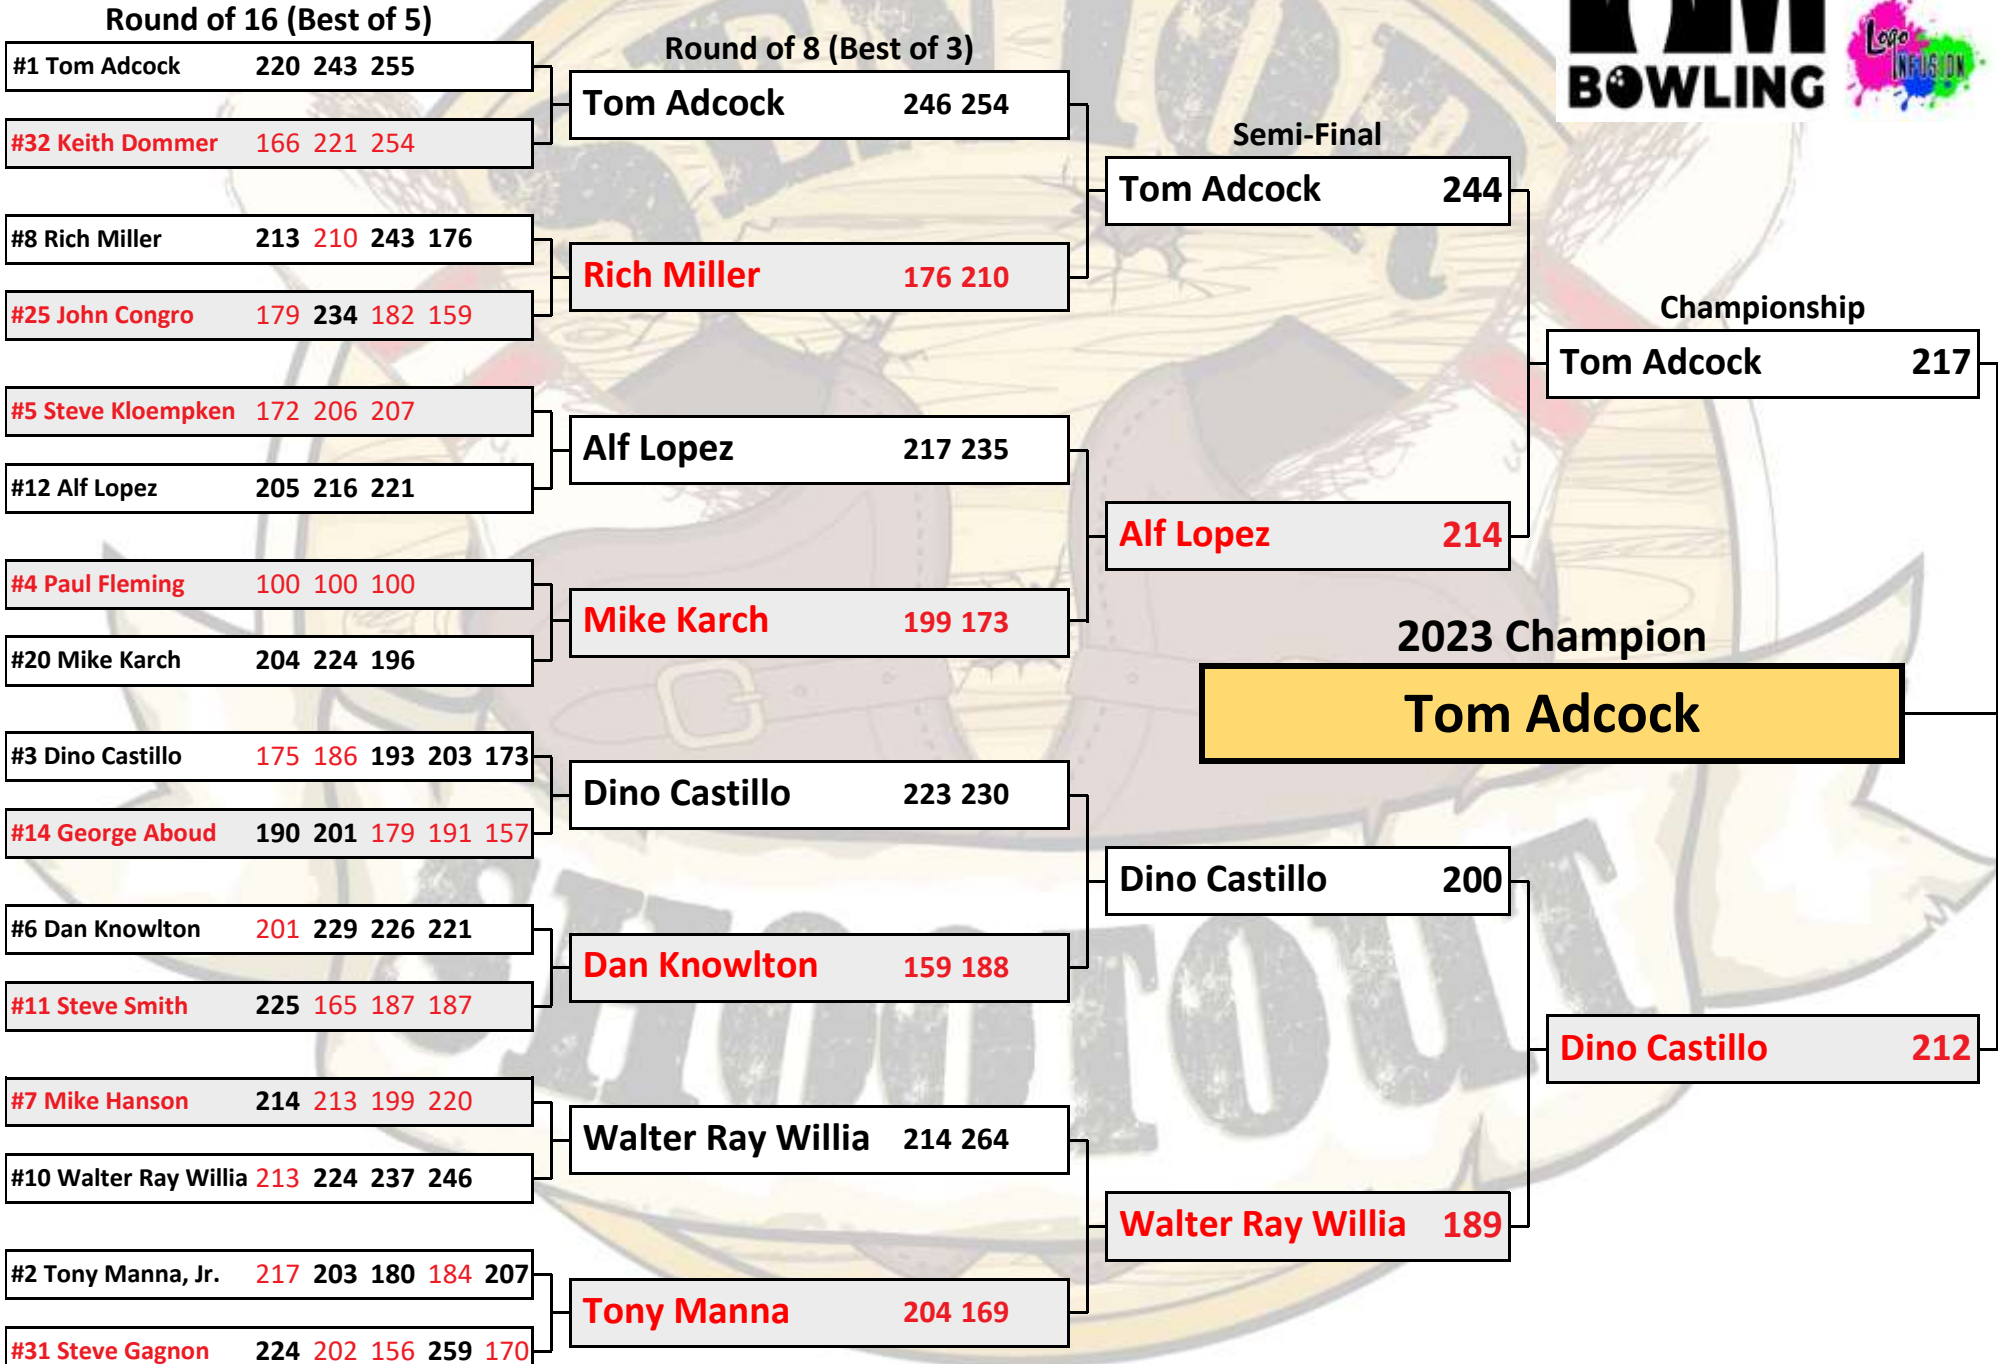 Round of 16 (Best of 5)
#1 Tom Adcock 220 243 255
#32 Keith Dommer 166 221 254
#8 Rich Miller 213 210 243 176
#25 John Congro 179 234 182 159
#5 Steve Kloempken 172 206 207
#12 Alf Lopez 205 216 221
#4 Paul Fleming 100 100 100
#20 Mike Karch 204 224 196
#3 Dino Castillo 175 186 193 203 173
#14 George Aboud 190 201 179 191 157
#6 Dan Knowlton 201 229 226 221
#11 Steve Smith 225 165 187 187
#7 Mike Hanson 214 213 199 220
#10 Walter Ray Willia 213 224 237 246
#2 Tony Manna, Jr. 217 203 180 184 207
#31 Steve Gagnon 224 202 156 259 170
Round of 8 (Best of 3)
Tom Adcock 246 254
Rich Miller 176 210
Alf Lopez 217 235
Mike Karch 199 173
Dino Castillo 223 230
Dan Knowlton 159 188
Walter Ray Willia 214 264
Tony Manna 204 169
Semi-Final
Tom Adcock 244
Alf Lopez 214
Dino Castillo 200
Walter Ray Willia 189
Championship
Tom Adcock 217
Dino Castillo 212
2023 Champion
Tom Adcock
BOWLING
Logo
INFUSION
SENIOR
SHOOTOUT